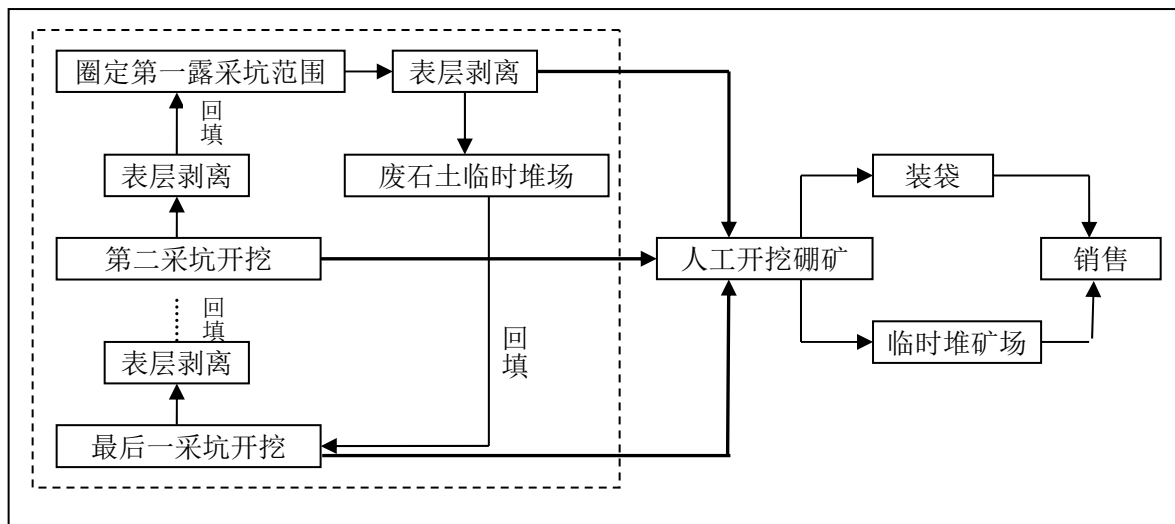 圈定第一露采坑范围
表层剥离
回填
表层剥离
废石土临时堆场
装袋
第二采坑开挖
人工开挖硼矿
销售
回填
表层剥离
回填
临时堆矿场
最后一采坑开挖